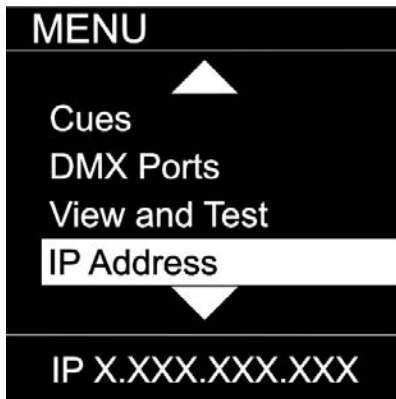 MENU
Cues
DMX Ports
View and Test
IP Address
IP X.XXX.XXX.XXX